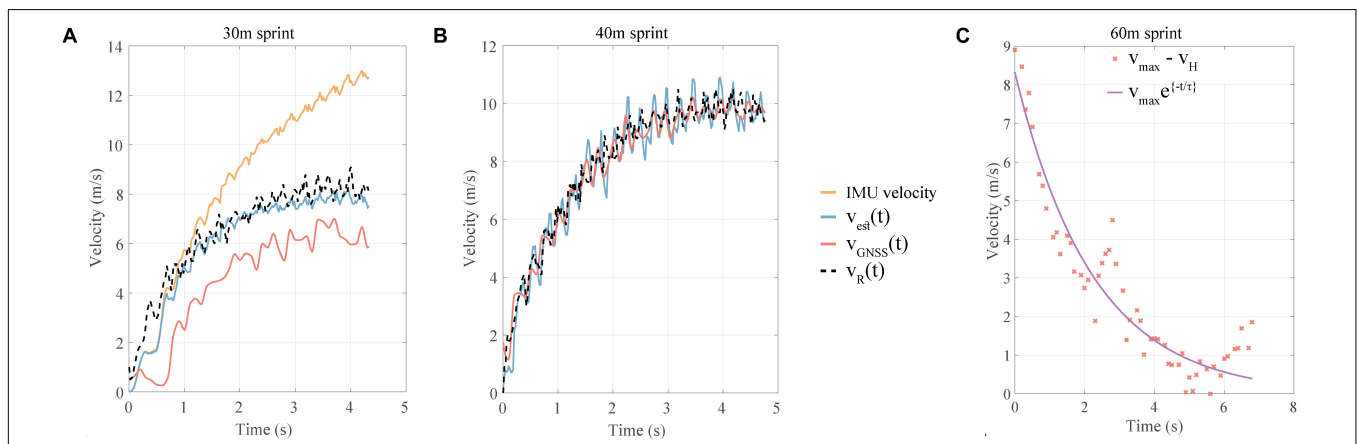 A
30m sprint
14
12
10
8
6
4
2
0
Velocity (m/s)
0 1 2 3 4 5
Time (s)
B
40m sprint
12
10
8
6
4
2
0
Velocity (m/s)
0 1 2 3 4 5
Time (s)
IMU velocity
v_est(t)
v_GNSS(t)
v_R(t)
C
60m sprint
9
8
7
6
5
4
3
2
1
0
Velocity (m/s)
0 2 4 6 8
Time (s)
v_max - v_H
v_max e^{-t/τ}